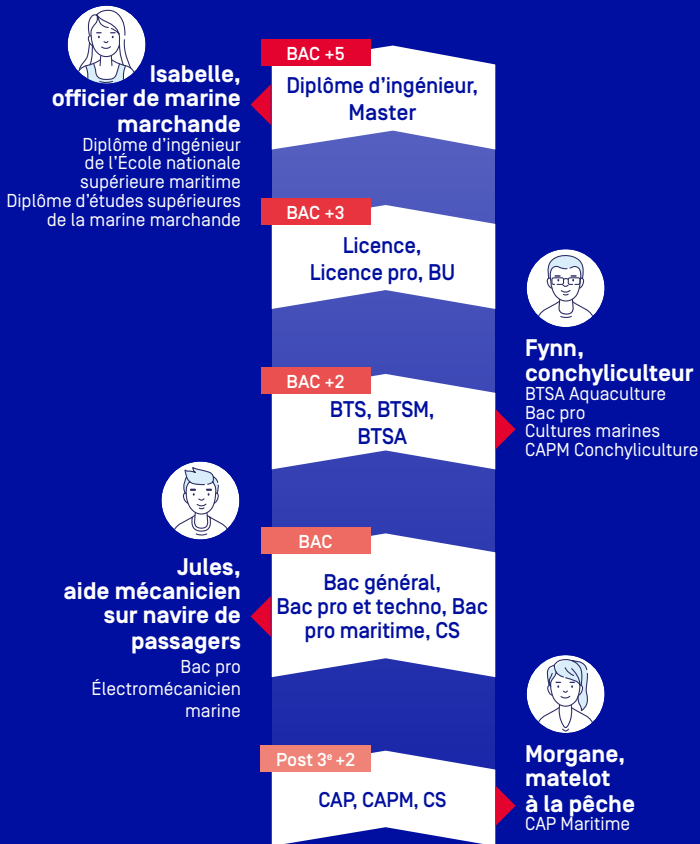 BAC +5
Diplôme d’ingénieur,
Master
Isabelle,
officier de marine
marchande
Diplôme d’ingénieur
de l’École nationale
supérieure maritime
Diplôme d’études supérieures
de la marine marchande
BAC +3
Licence,
Licence pro, BU
BAC +2
BTS, BTSM,
BTSA
Fynn,
conchyliculteur
BTSA Aquaculture
Bac pro
Cultures marines
CAPM Conchyliculture
BAC
Bac général,
Bac pro et techno, Bac
pro maritime, CS
Jules,
aide mécanicien
sur navire de
passagers
Bac pro
Électromécanicien
marine
Post 3ᵉ +2
CAP, CAPM, CS
Morgane,
matelot
à la pêche
CAP Maritime